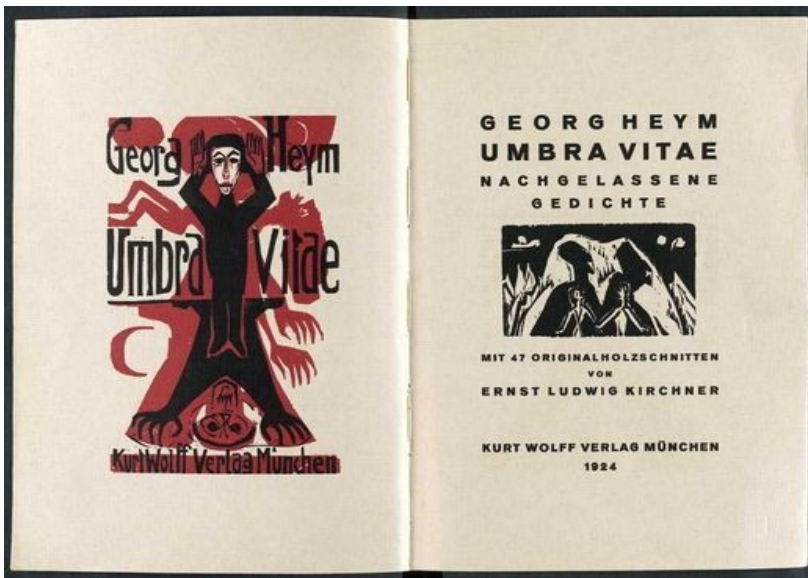 Georg Heym
Umbra Vitae
Kurt Wolff Verlag München
GEORG HEYM
UMBRA VITAE
NACHGELASSENE
GEDICHTE
MIT 47 ORIGINALHOLZSCHNITTEN
VON
ERNST LUDWIG KIRCHNER
KURT WOLFF VERLAG MÜNCHEN
1924